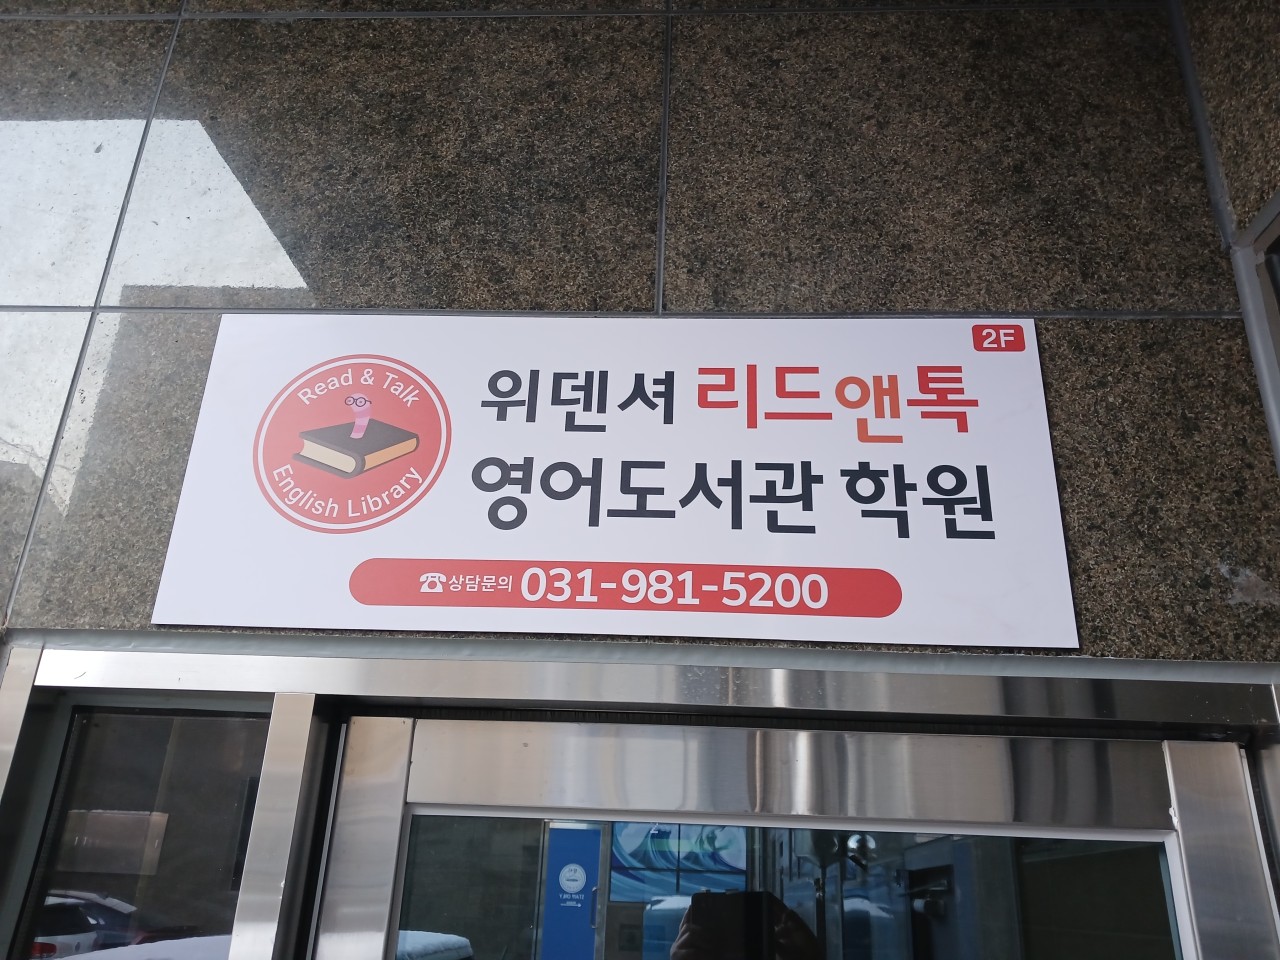 2F
Read & Talk
English Library
위덴셔 리드앤톡
영어도서관 학원
☎상담문의 031-981-5200